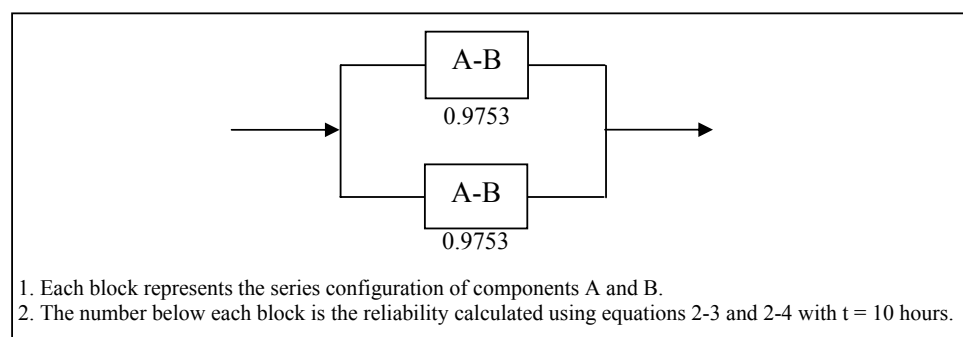 A-B
0.9753
A-B
0.9753
1. Each block represents the series configuration of components A and B.
2. The number below each block is the reliability calculated using equations 2-3 and 2-4 with t = 10 hours.